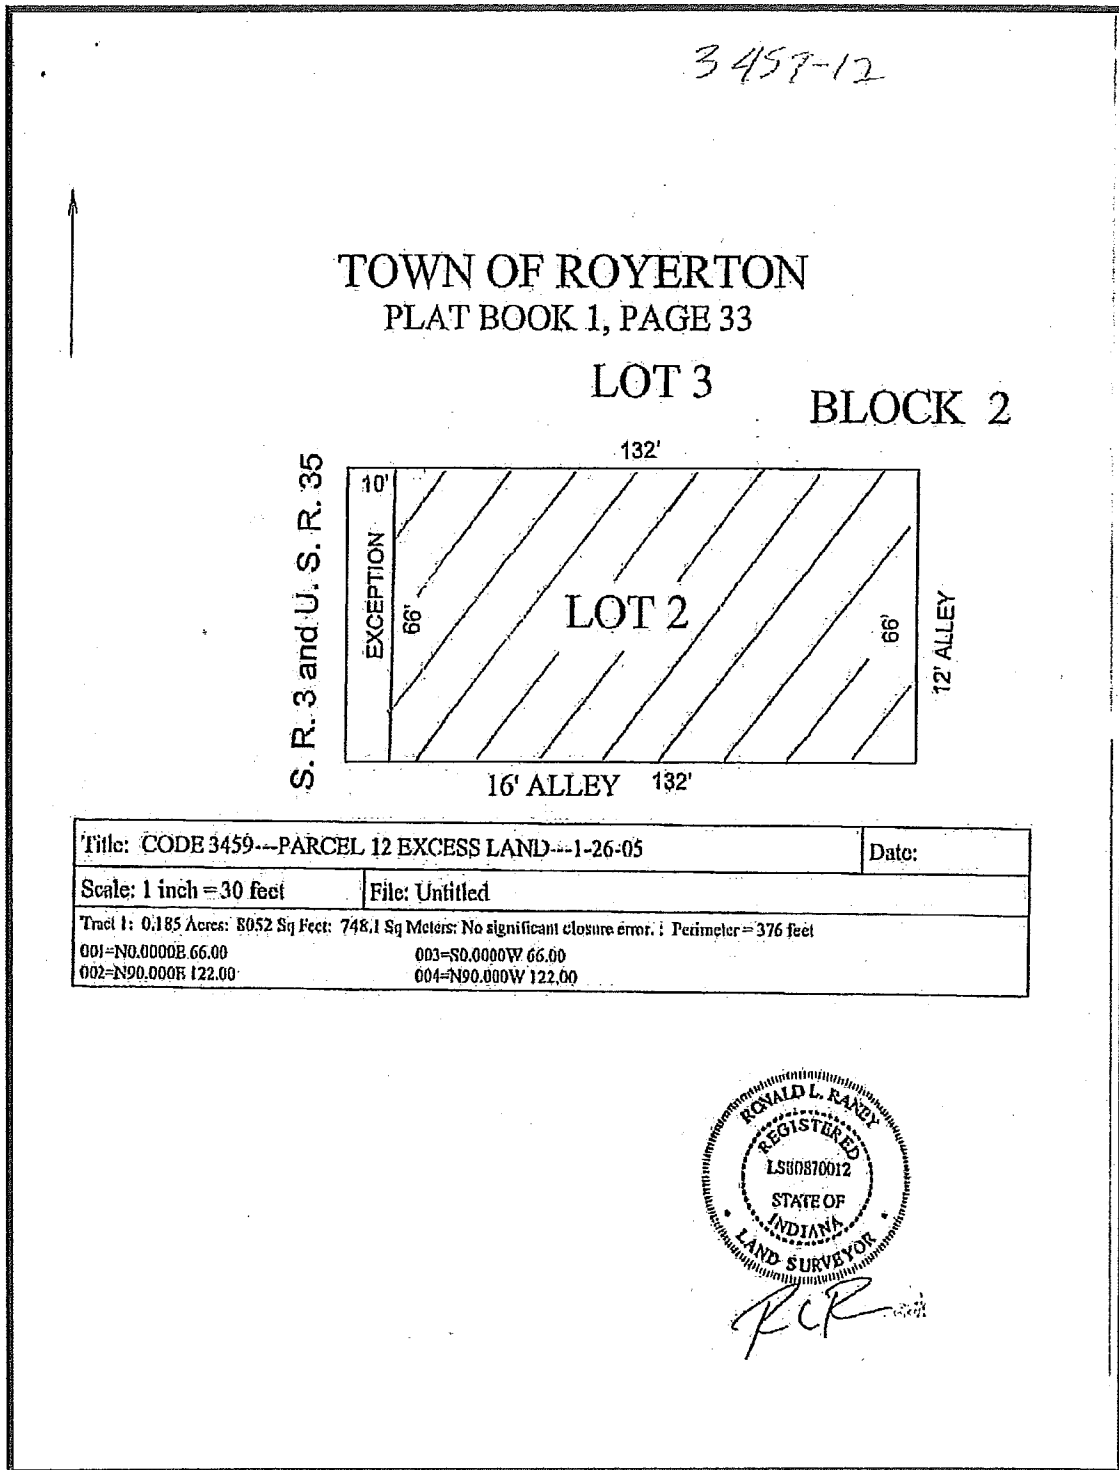 3459-12
TOWN OF ROYERTON
PLAT BOOK 1, PAGE 33
LOT 3
BLOCK 2
132'
S. R. 3 and U. S. R. 35
10'
EXCEPTION
66'
LOT 2
66'
12' ALLEY
16' ALLEY 132'
Title: CODE 3459---PARCEL 12 EXCESS LAND---1-26-05
Date:
Scale: 1 inch = 30 feet
File: Untitled
Tract 1: 0.185 Acres: 8052 Sq Feet: 748.1 Sq Meters: No significant closure error. : Perimeter = 376 feet
001=N0.0000E 66.00
003=S0.0000W 66.00
002=N90.000E 122.00
004=N90.000W 122.00
RONALD L. RANEY
REGISTERED
LS80870012
STATE OF
INDIANA
LAND SURVEYOR